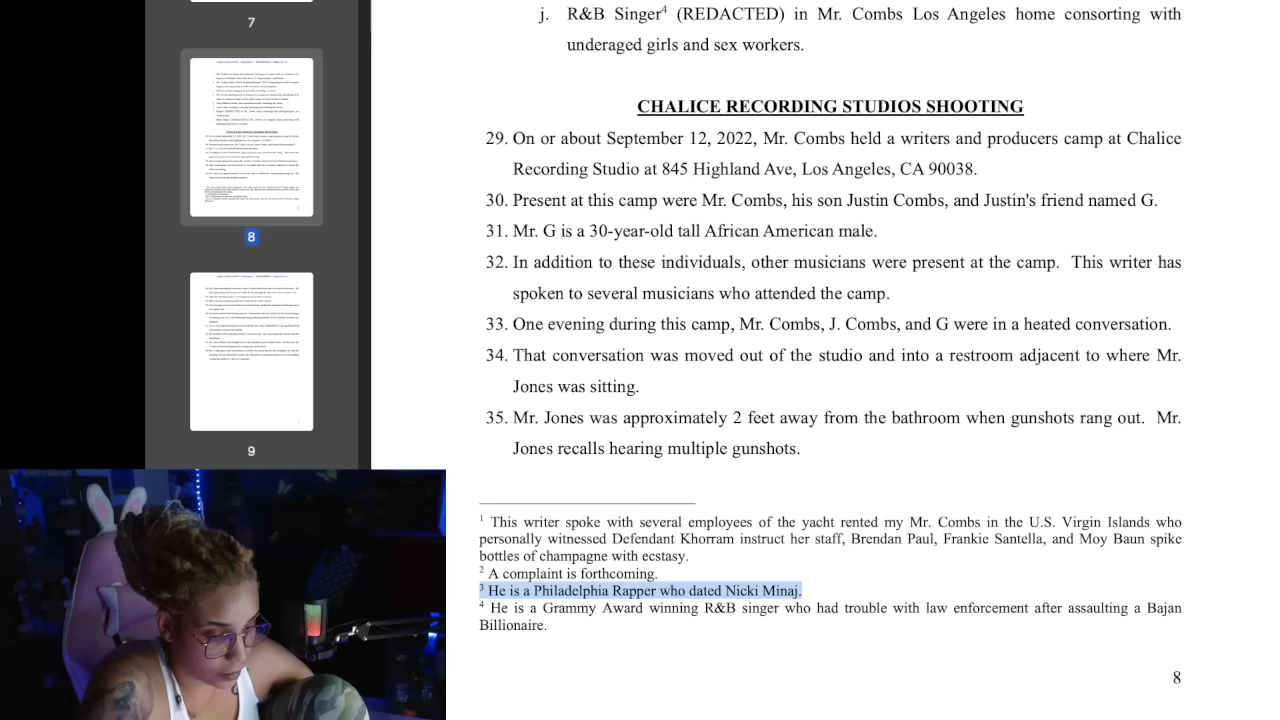 7
8
9
j. R&B Singer4 (REDACTED) in Mr. Combs Los Angeles home consorting with
underaged girls and sex workers.
CHALICE RECORDING STUDIOS SHOOTING
29. On or about September 12, 2022, Mr. Combs held a writers and producers camp at Chalice
Recording Studio at 845 Highland Ave, Los Angeles, CA 90038.
30. Present at this camp were Mr. Combs, his son Justin Combs, and Justin's friend named G.
31. Mr. G is a 30-year-old tall African American male.
32. In addition to these individuals, other musicians were present at the camp. This writer has
spoken to several musicians who attended the camp.
33. One evening during this camp, Mr. Combs, J. Combs, and G were in a heated conversation.
34. That conversation was moved out of the studio and into a restroom adjacent to where Mr.
Jones was sitting.
35. Mr. Jones was approximately 2 feet away from the bathroom when gunshots rang out. Mr.
Jones recalls hearing multiple gunshots.
1 This writer spoke with several employees of the yacht rented my Mr. Combs in the U.S. Virgin Islands who
personally witnessed Defendant Khorram instruct her staff, Brendan Paul, Frankie Santella, and Moy Baun spike
bottles of champagne with ecstasy.
2 A complaint is forthcoming.
3 He is a Philadelphia Rapper who dated Nicki Minaj.
4 He is a Grammy Award winning R&B singer who had trouble with law enforcement after assaulting a Bajan
Billionaire.
8